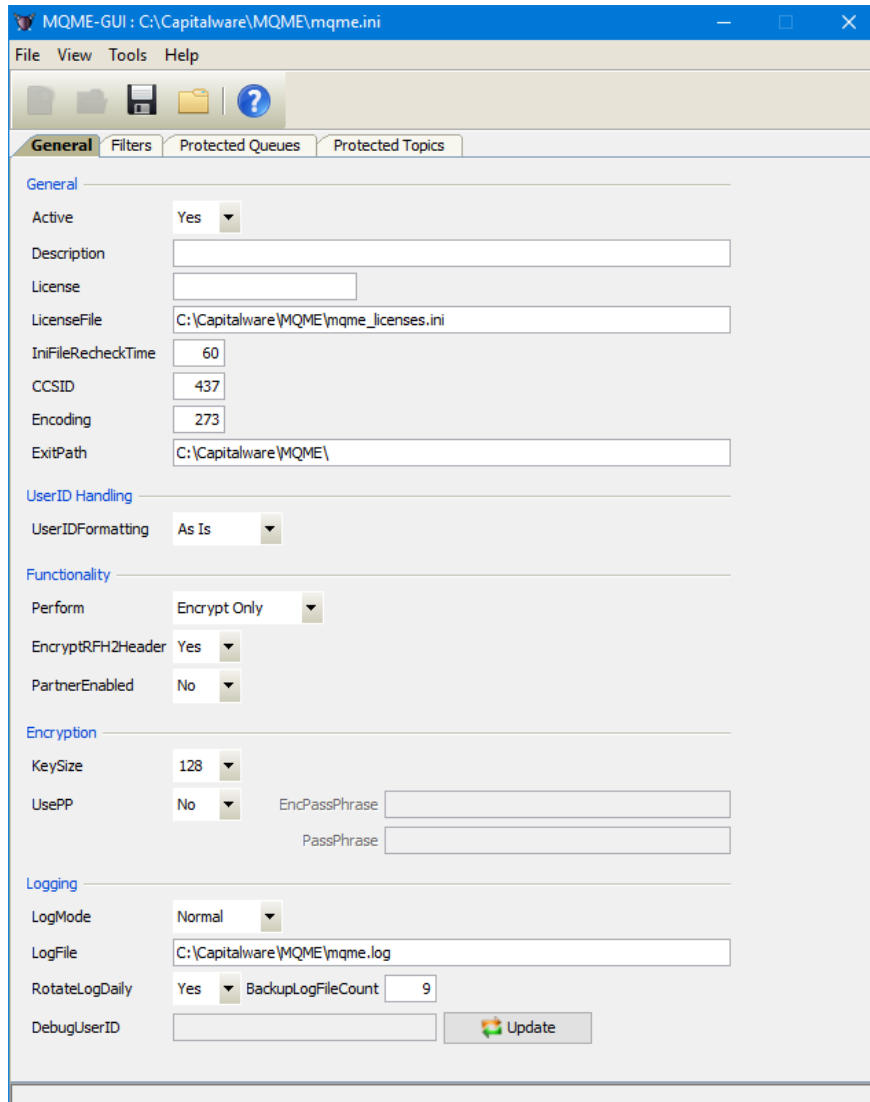 MQME-GUI : C:\Capitalware\MQME\mqme.ini
File View Tools Help
General Filters Protected Queues Protected Topics
General
Active Yes
Description
License
LicenseFile C:\Capitalware\MQME\mqme_licenses.ini
IniFileRecheckTime 60
CCSID 437
Encoding 273
ExitPath C:\Capitalware\MQME\
UserID Handling
UserIDFormatting As Is
Functionality
Perform Encrypt Only
EncryptRFH2Header Yes
PartnerEnabled No
Encryption
KeySize 128
UsePP No EncPassPhrase
PassPhrase
Logging
LogMode Normal
LogFile C:\Capitalware\MQME\mqme.log
RotateLogDaily Yes BackupLogFileCount 9
DebugUserID Update